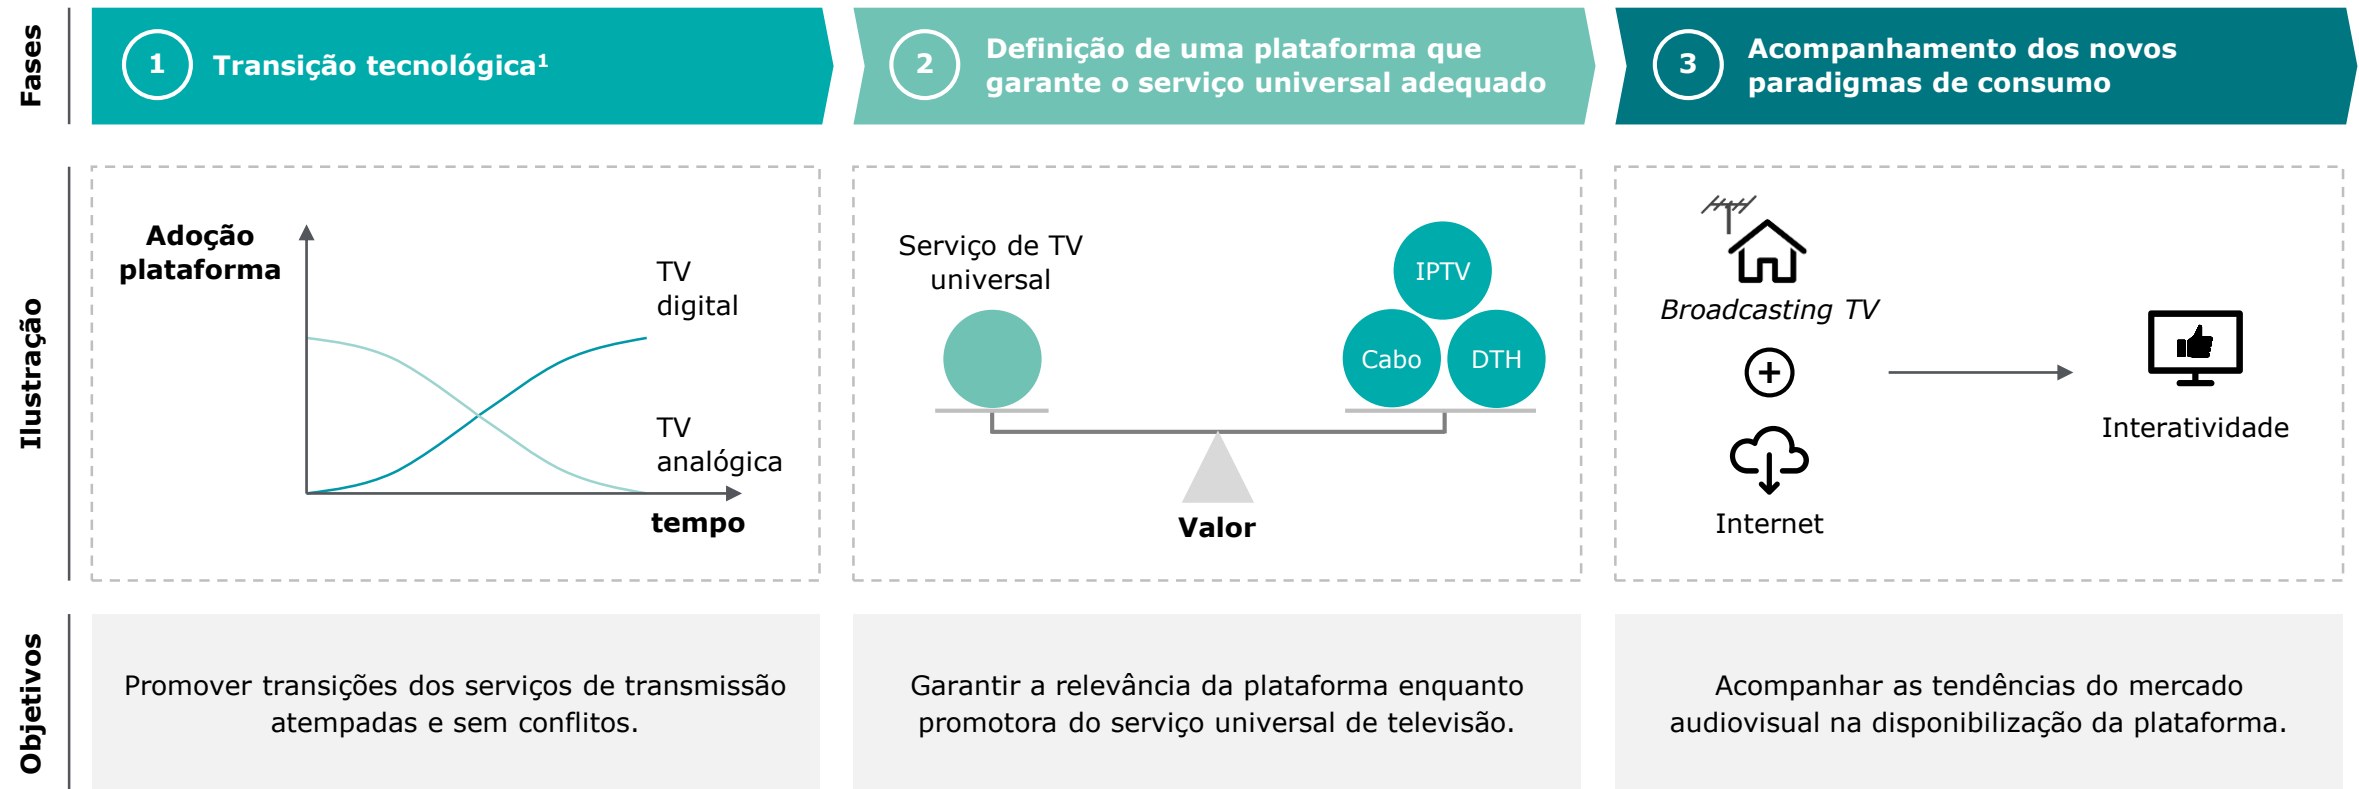 Fases
1
Transição tecnológica¹
2
Definição de uma plataforma que
garante o serviço universal adequado
3
Acompanhamento dos novos
paradigmas de consumo
Ilustração
Adoção
plataforma
TV
digital
TV
analógica
tempo
Serviço de TV
universal
IPTV
Cabo
DTH
Valor
Broadcasting TV
+
Internet
Interatividade
Objetivos
Promover transições dos serviços de transmissão
atempadas e sem conflitos.
Garantir a relevância da plataforma enquanto
promotora do serviço universal de televisão.
Acompanhar as tendências do mercado
audiovisual na disponibilização da plataforma.